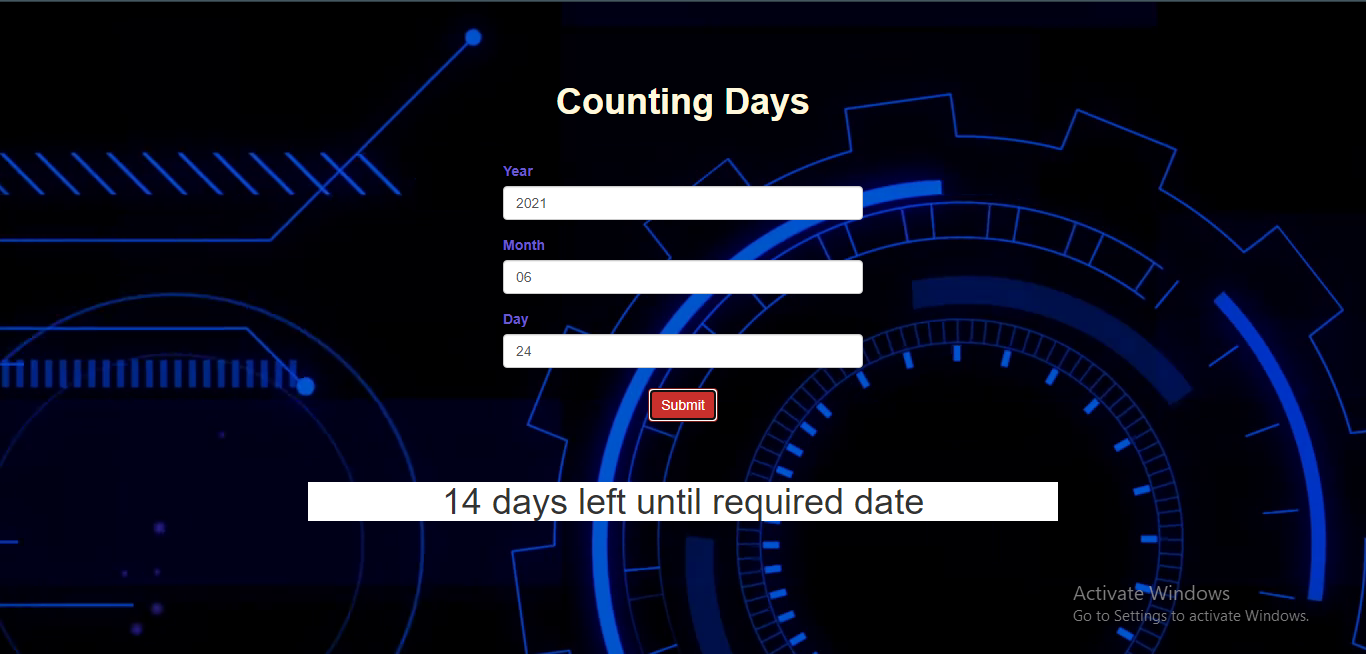 Counting Days
Year
2021
Month
06
Day
24
Submit
14 days left until required date
Activate Windows
Go to Settings to activate Windows.